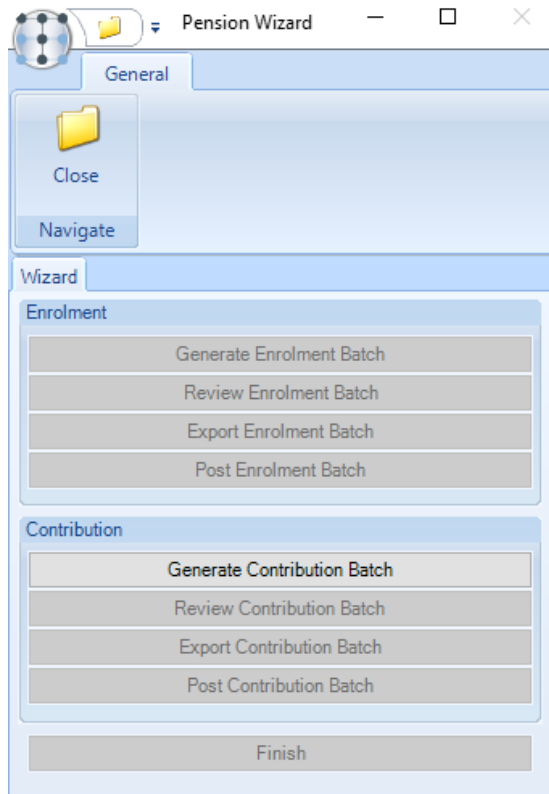 Pension Wizard
General
Close
Navigate
Wizard
Enrolment
Generate Enrolment Batch
Review Enrolment Batch
Export Enrolment Batch
Post Enrolment Batch
Contribution
Generate Contribution Batch
Review Contribution Batch
Export Contribution Batch
Post Contribution Batch
Finish